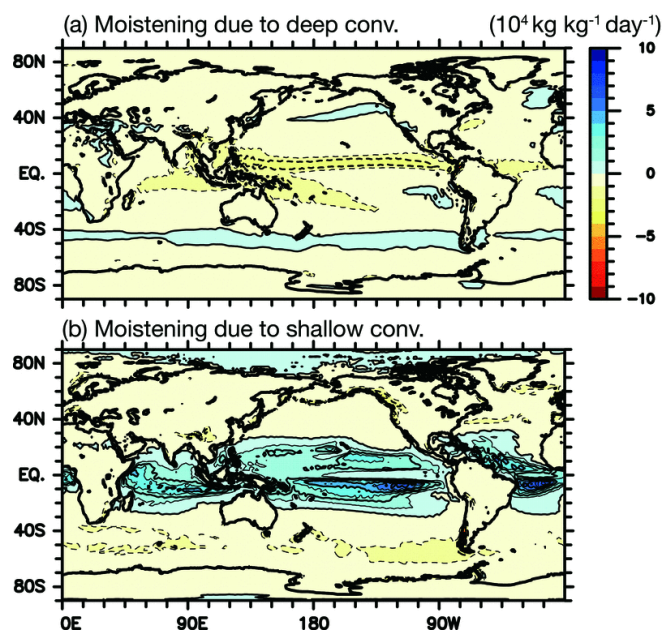 (a) Moistening due to deep conv. (10⁴ kg kg⁻¹ day⁻¹)
80N
40N
EQ.
40S
80S
10
5
0
−5
−10
(b) Moistening due to shallow conv.
80N
40N
EQ.
40S
80S
0E 90E 180 90W